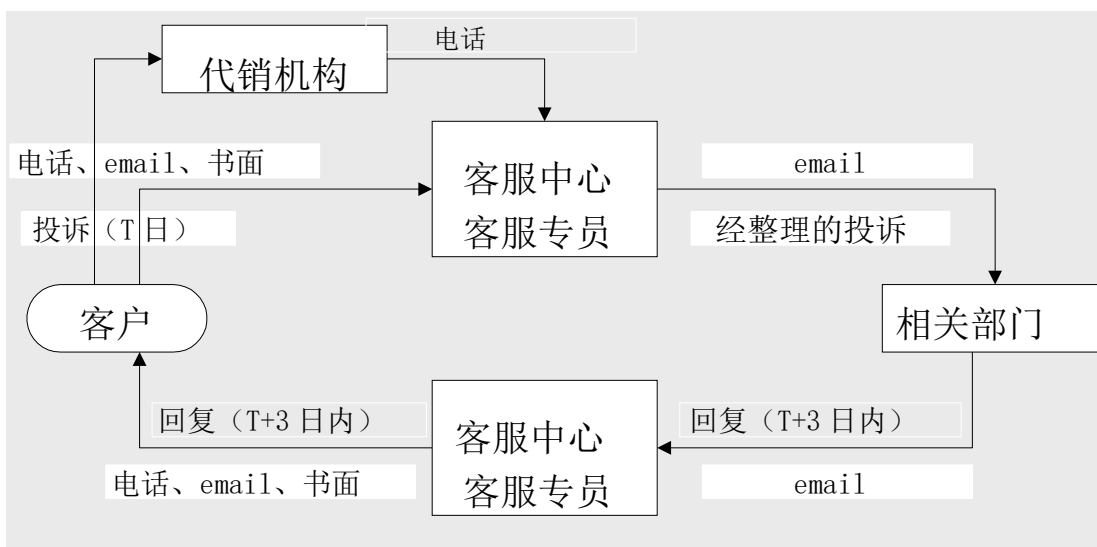 电话
代销机构
电话、email、书面
客服中心
客服专员
email
投诉（T日）
经整理的投诉
客户
相关部门
回复（T+3 日内）
客服中心
客服专员
回复（T+3 日内）
电话、email、书面
email